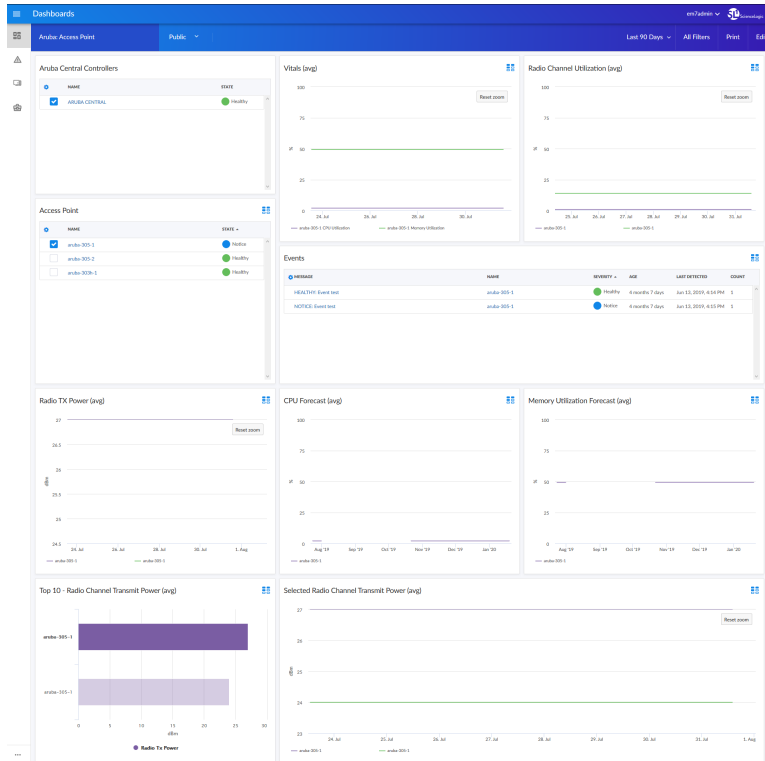 Dashboards
em7admin
SL ScienceLogic
Aruba: Access Point
Public
Last 90 Days
All Filters
Print
Edi
Aruba Central Controllers
NAME STATE
ARUBA CENTRAL Healthy
Vitals (avg)
Reset zoom
100
75
%
50
25
0
24. Jul 26. Jul 28. Jul 30. Jul
aruba-305-1 CPU Utilization aruba-305-1 Memory Utilization
Radio Channel Utilization (avg)
Reset zoom
100
75
%
50
25
0
25. Jul 26. Jul 27. Jul 28. Jul 29. Jul 30. Jul 31. Jul
aruba-305-1 aruba-305-1
Access Point
NAME STATE
aruba-305-1 Notice
aruba-305-2 Healthy
aruba-303h-1 Healthy
Events
MESSAGE NAME SEVERITY AGE LAST DETECTED COUNT
HEALTHY: Event test aruba-305-1 Healthy 4 months 7 days Jun 13, 2019, 4:14 PM 1
NOTICE: Event test aruba-305-1 Notice 4 months 7 days Jun 13, 2019, 4:15 PM 1
Radio TX Power (avg)
Reset zoom
27
26.5
26
dBm
25.5
26
24.5
24. Jul 26. Jul 28. Jul 30. Jul 1. Aug
aruba-305-1 aruba-305-1
CPU Forecast (avg)
100
75
%
50
25
0
Aug '19 Sep '19 Oct '19 Nov '19 Dec '19 Jan '20
aruba-305-1
Memory Utilization Forecast (avg)
100
75
%
50
25
0
Aug '19 Sep '19 Oct '19 Nov '19 Dec '19 Jan '20
aruba-305-1
Top 10 - Radio Channel Transmit Power (avg)
aruba-305-1
aruba-305-1
0 5 10 15 20 25 30
dBm
Radio Tx Power
Selected Radio Channel Transmit Power (avg)
Reset zoom
27
26
dBm
25
24
23
24. Jul 25. Jul 26. Jul 27. Jul 28. Jul 29. Jul 30. Jul 31. Jul 1. Aug
aruba-305-1 aruba-305-1